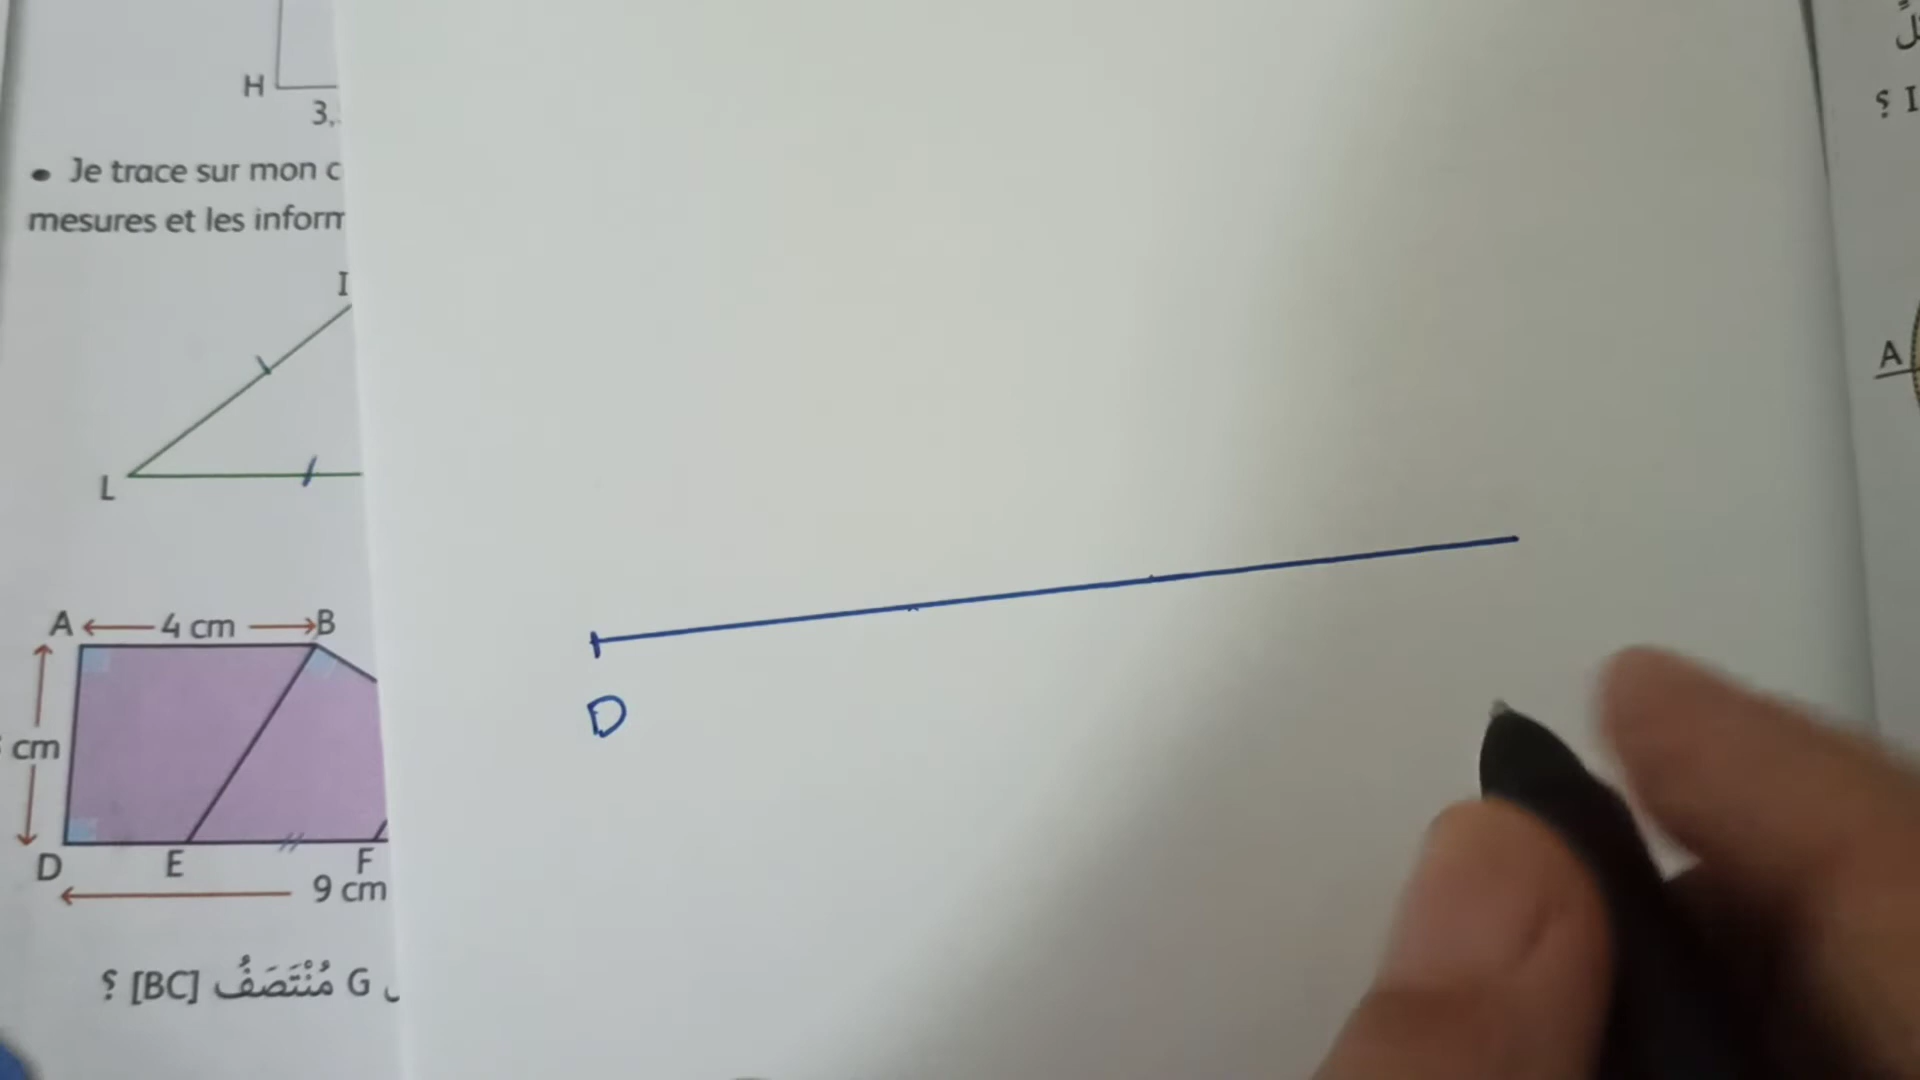 H
3,
• Je trace sur mon c
mesures et les inform
I
L
A 4 cm B
cm
D E F
9 cm
G مُنْتَصَفُ [BC] ؟
D
I ؟
A